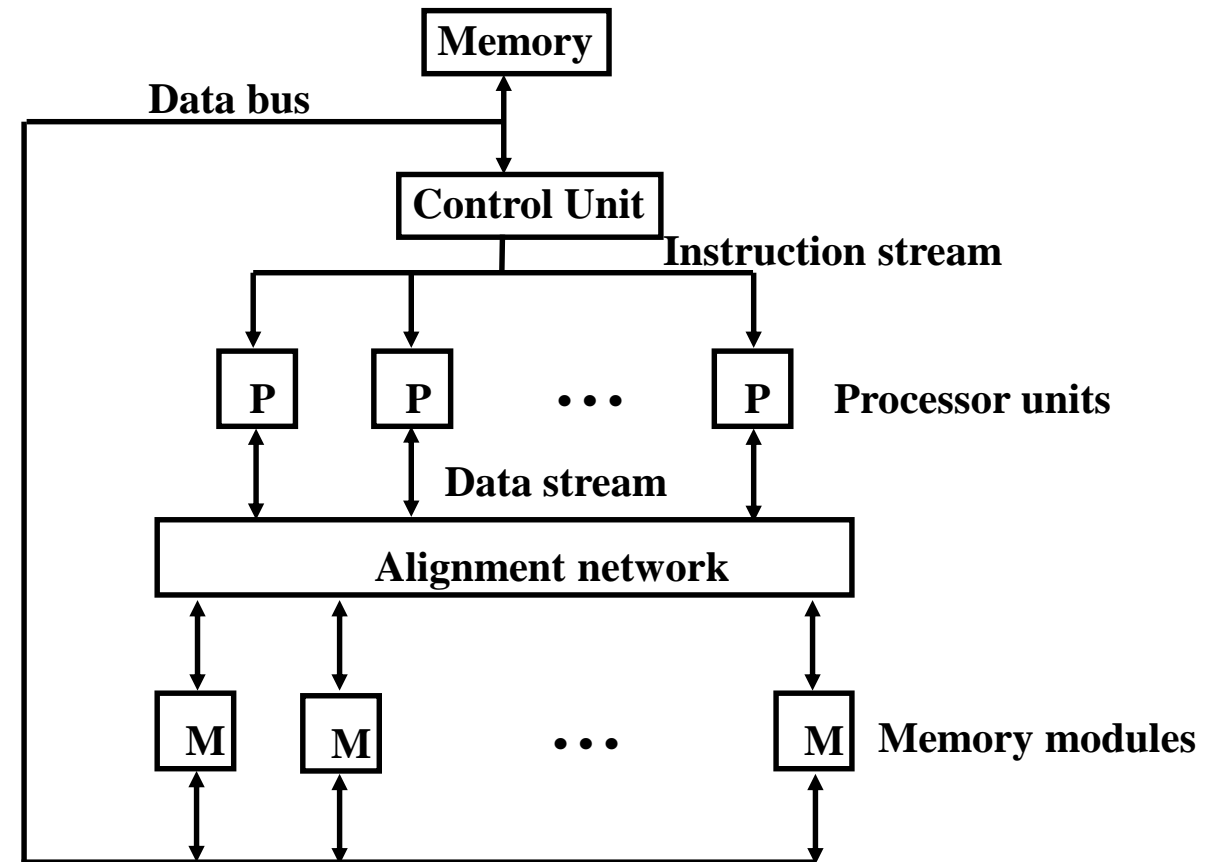 Memory
Data bus
Control Unit
Instruction stream
P P ... P Processor units
Data stream
Alignment network
M M ... M Memory modules